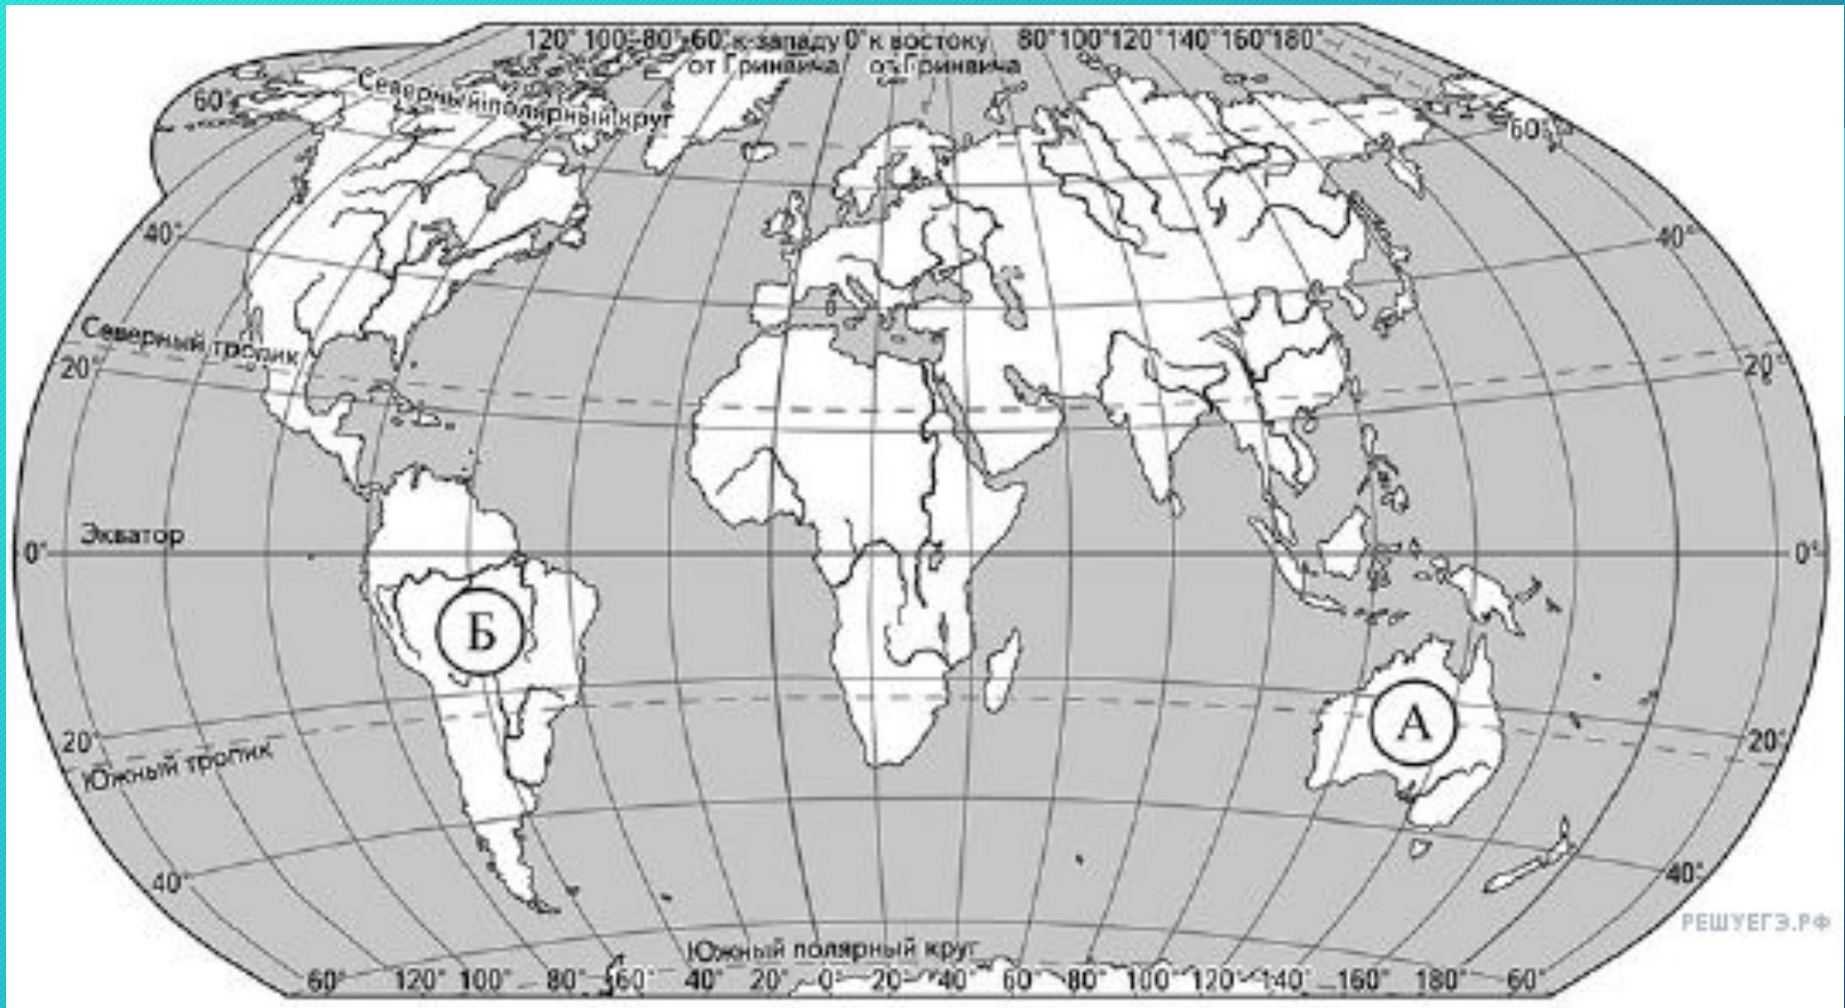 120° 100° 80° 60° к западу 0° к востоку 80° 100° 120° 140° 160° 180°
от Гринвича от Гринвича
Северный полярный круг
60°
60°
40°
40°
Северный тропик
20°
20°
Экватор
0°
0°
Б
А
20°
20°
Южный тропик
40°
40°
РЕШУЕГЭ.РФ
Южный полярный круг
60° 120° 100° 80° 60° 40° 20° 0° 20° 40° 60° 80° 100° 120° 140° 160° 180° 60°